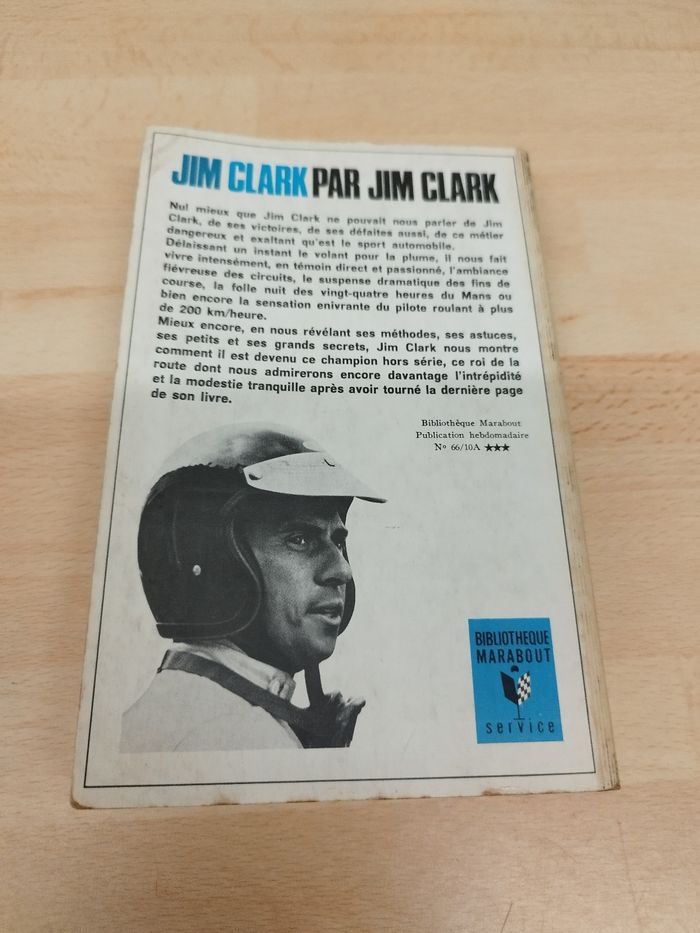 JIM CLARK PAR JIM CLARK
Nul mieux que Jim Clark ne pouvait nous parler de Jim
Clark, de ses victoires, de ses défaites aussi, de ce métier
dangereux et exaltant qu'est le sport automobile.
Délaissant un instant le volant pour la plume, il nous fait
vivre intensément, en témoin direct et passionné, l'ambiance
fiévreuse des circuits, le suspense dramatique des fins de
course, la folle nuit des vingt-quatre heures du Mans ou
bien encore la sensation enivrante du pilote roulant à plus
de 200 km/heure.
Mieux encore, en nous révélant ses méthodes, ses astuces,
ses petits et ses grands secrets, Jim Clark nous montre
comment il est devenu ce champion hors série, ce roi de la
route dont nous admirerons encore davantage l'intrépidité
et la modestie tranquille après avoir tourné la dernière page
de son livre.
Bibliothèque Marabout
Publication hebdomadaire
Nº 66/10A ★★★
BIBLIOTHEQUE
MARABOUT
service